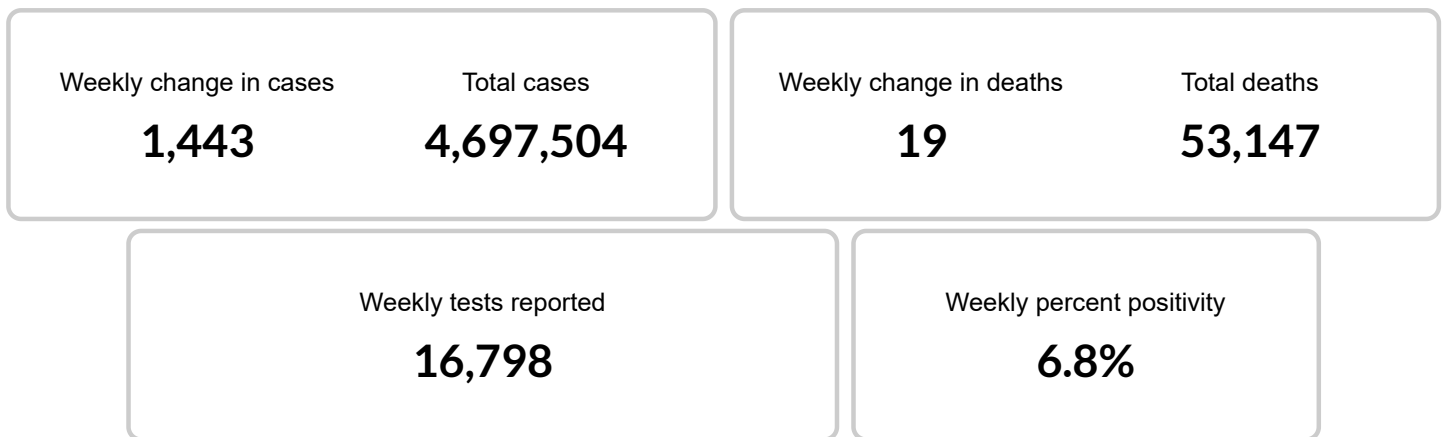 Weekly change in cases
Total cases
1,443
4,697,504
Weekly change in deaths
Total deaths
19
53,147
Weekly tests reported
16,798
Weekly percent positivity
6.8%